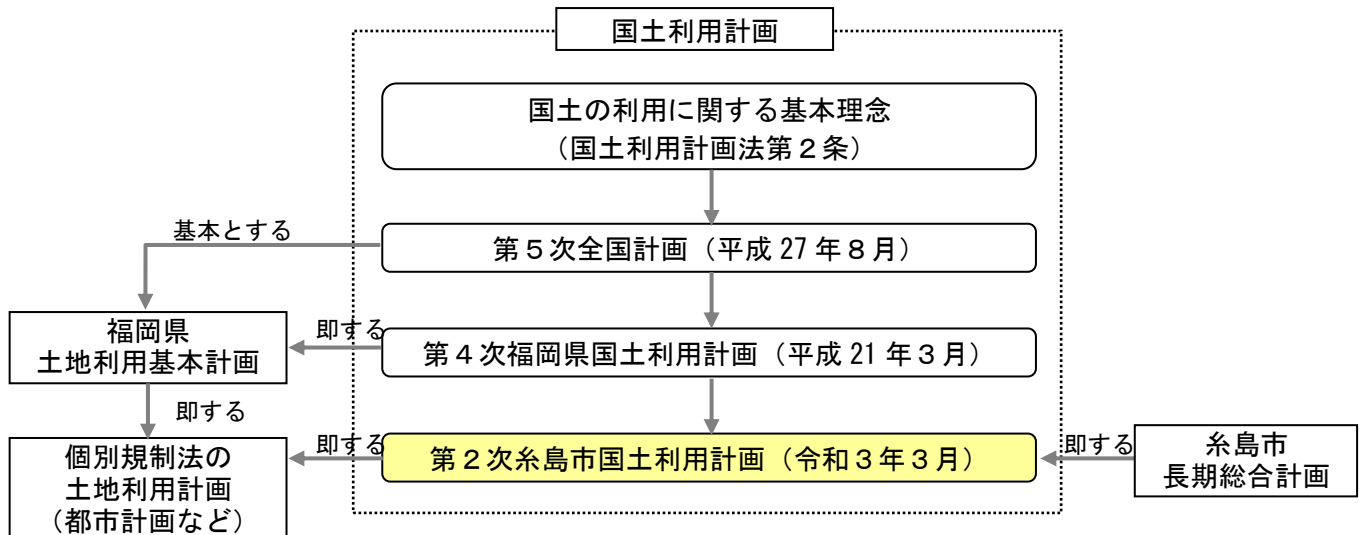 国土利用計画
国土の利用に関する基本理念
（国土利用計画法第２条）
基本とする
第５次全国計画（平成 27 年８月）
福岡県
土地利用基本計画
即する
第４次福岡県国土利用計画（平成 21 年３月）
即する
個別規制法の
土地利用計画
（都市計画など）
即する
第２次糸島市国土利用計画（令和３年３月）
即する
糸島市
長期総合計画